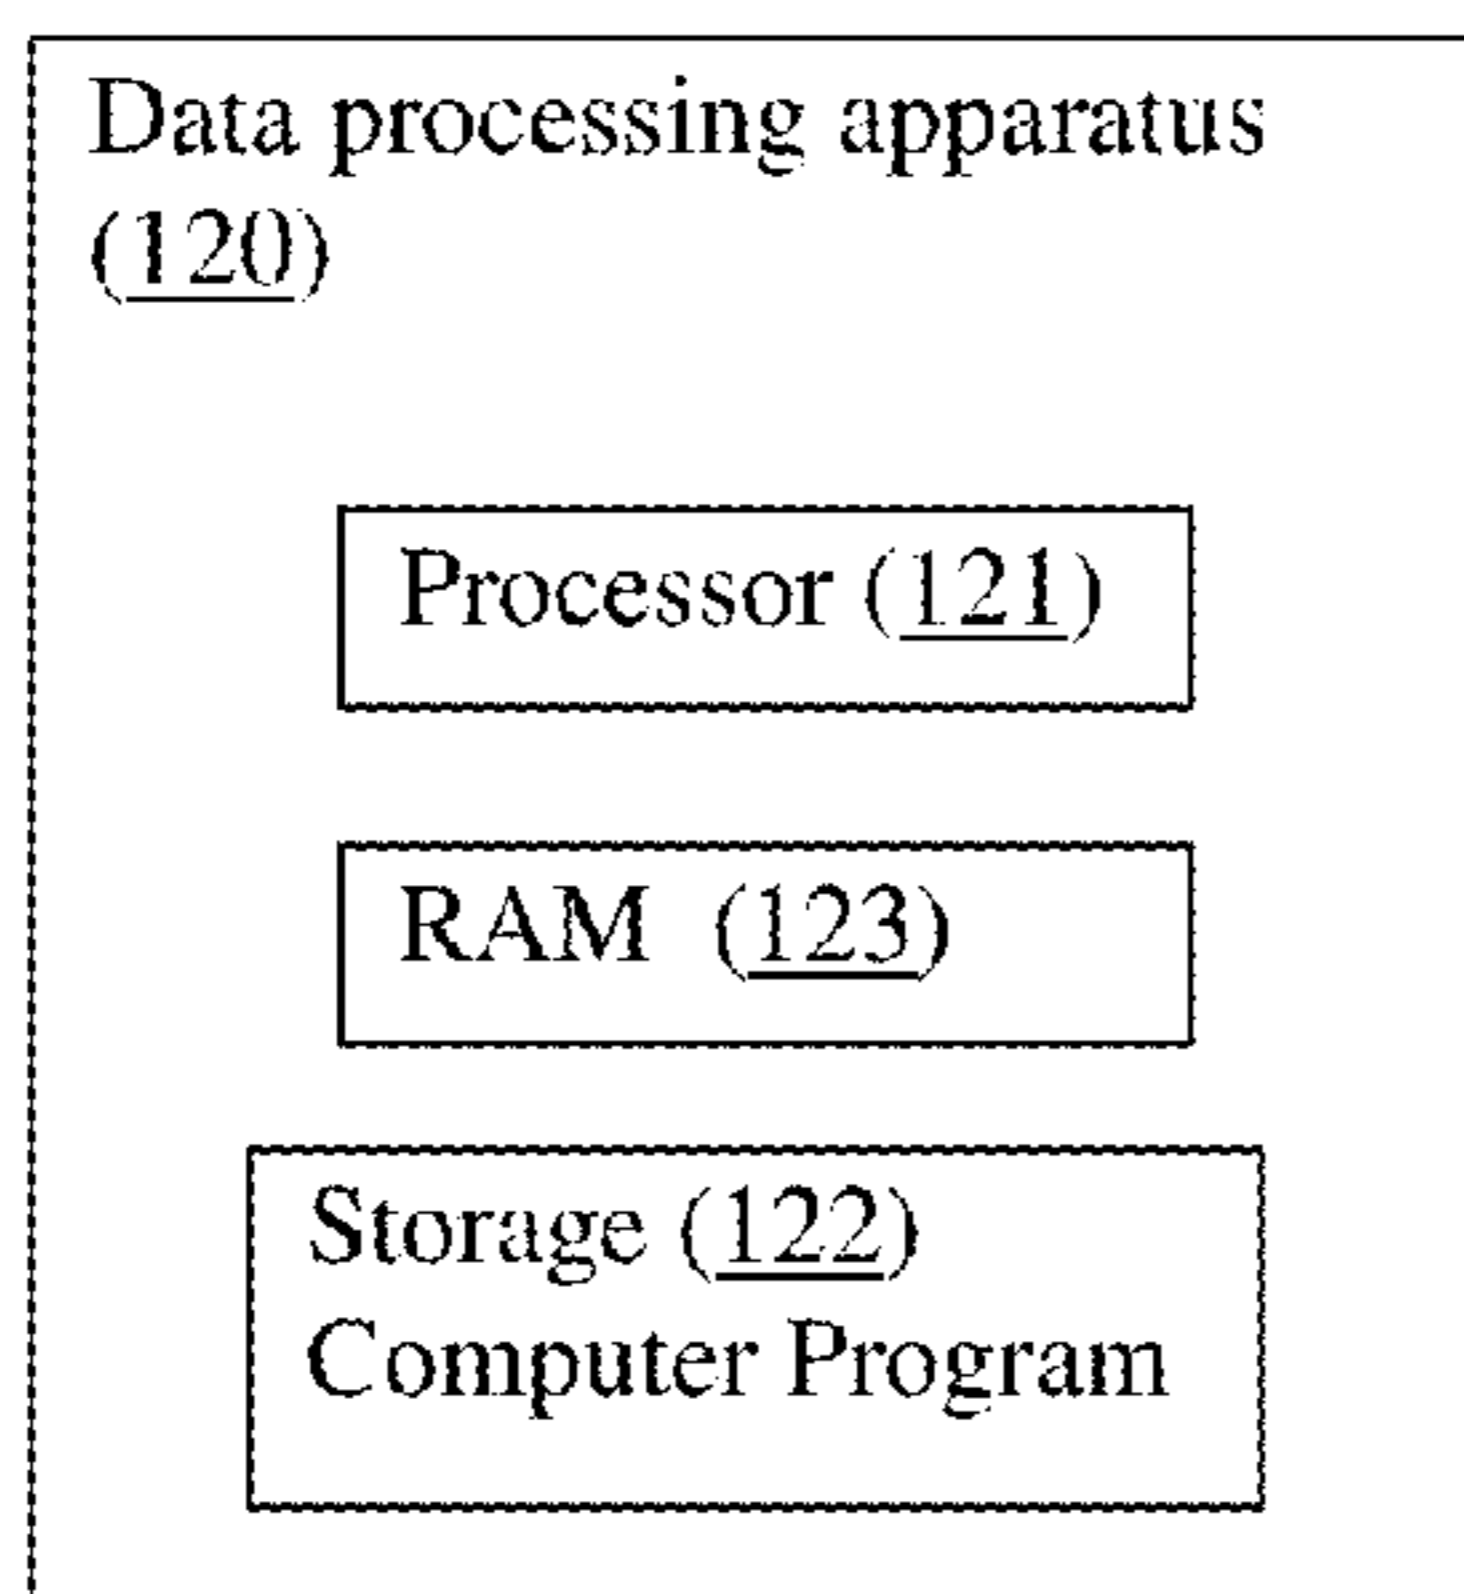 Data processing apparatus
(120)
Processor (121)
RAM (123)
Storage (122)
Computer Program